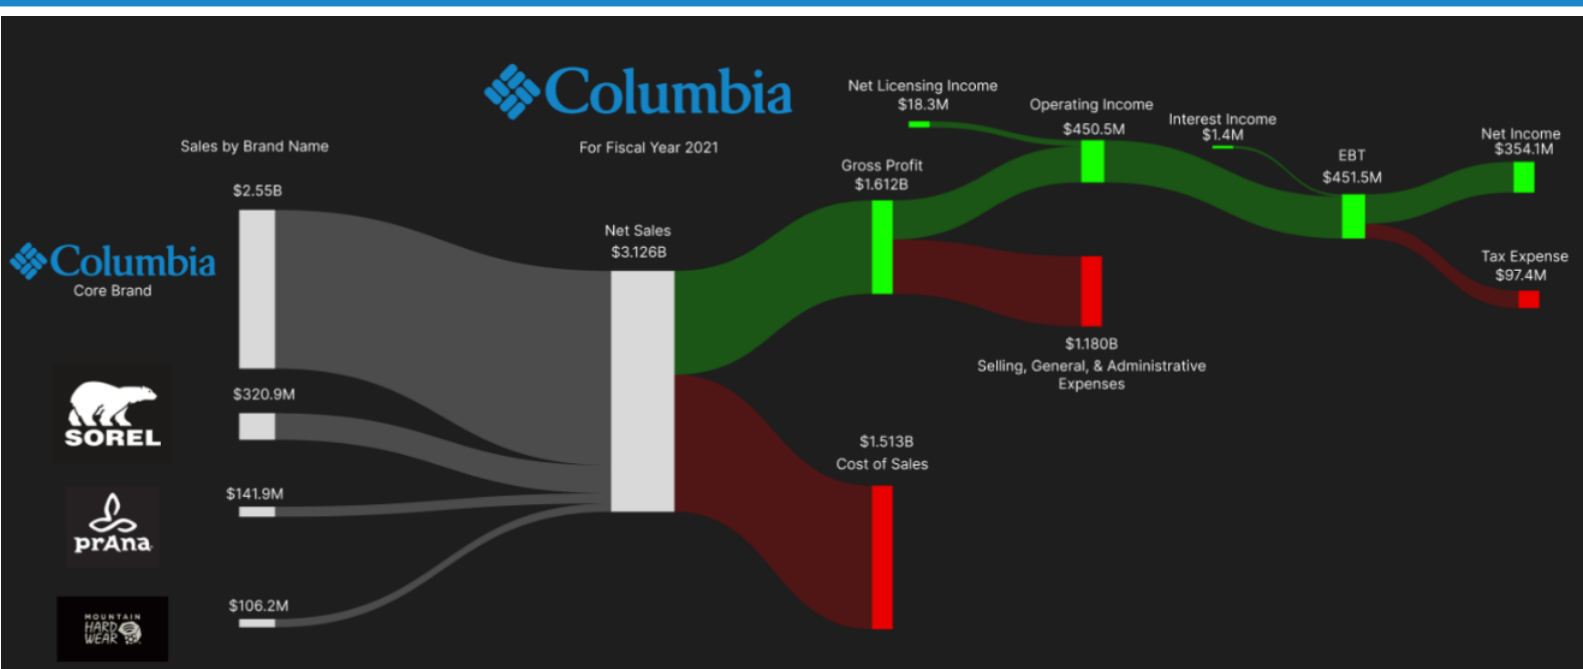 Columbia
For Fiscal Year 2021
Sales by Brand Name
$2.55B
Columbia
Core Brand
$320.9M
SOREL
$141.9M
prAna
$106.2M
MOUNTAIN
HARD
WEAR
Net Sales
$3.126B
Gross Profit
$1.612B
$1.513B
Cost of Sales
Net Licensing Income
$18.3M
Operating Income
$450.5M
$1.180B
Selling, General, & Administrative
Expenses
Interest Income
$1.4M
EBT
$451.5M
Net Income
$354.1M
Tax Expense
$97.4M